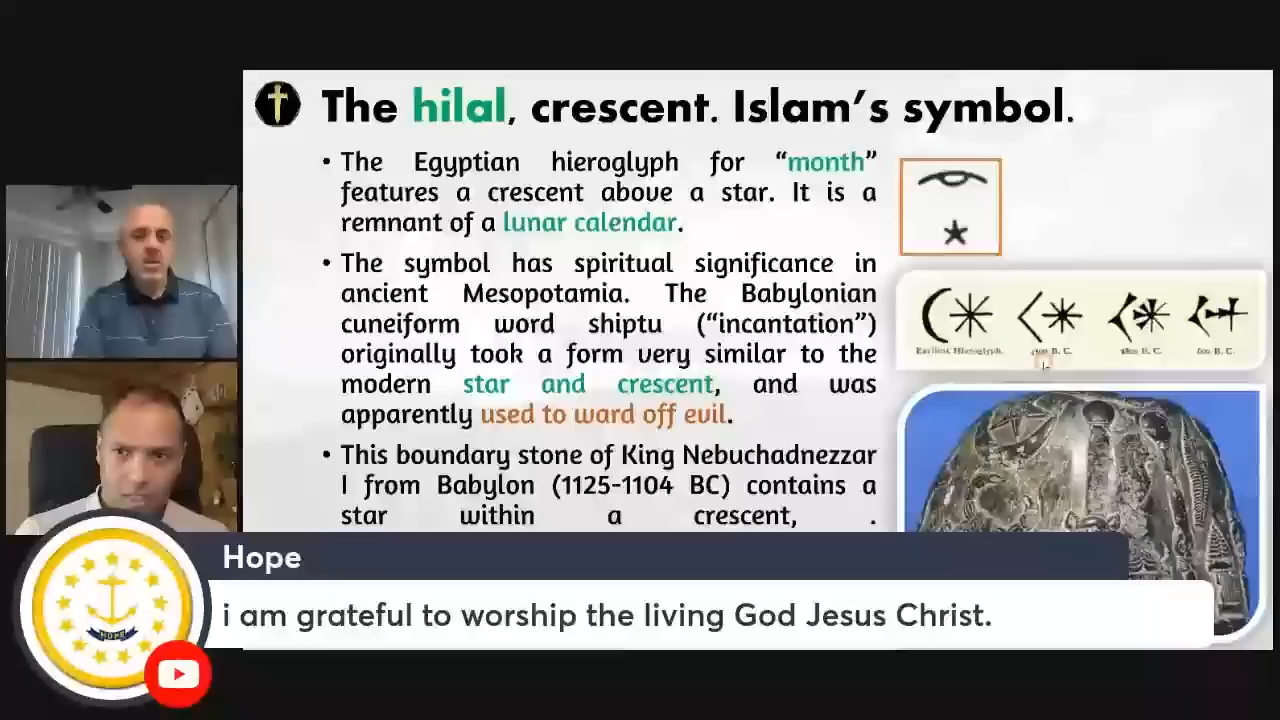 The hilal, crescent. Islam's symbol.
• The Egyptian hieroglyph for “month”
features a crescent above a star. It is a
remnant of a lunar calendar.
• The symbol has spiritual significance in
ancient Mesopotamia. The Babylonian
cuneiform word shiptu (“incantation”)
originally took a form very similar to the
modern star and crescent, and was
apparently used to ward off evil.
• This boundary stone of King Nebuchadnezzar
I from Babylon (1125-1104 BC) contains a
star within a crescent, .
Earliest Hieroglyph. B. C. B. C. B. C.
Hope
i am grateful to worship the living God Jesus Christ.
HOPE